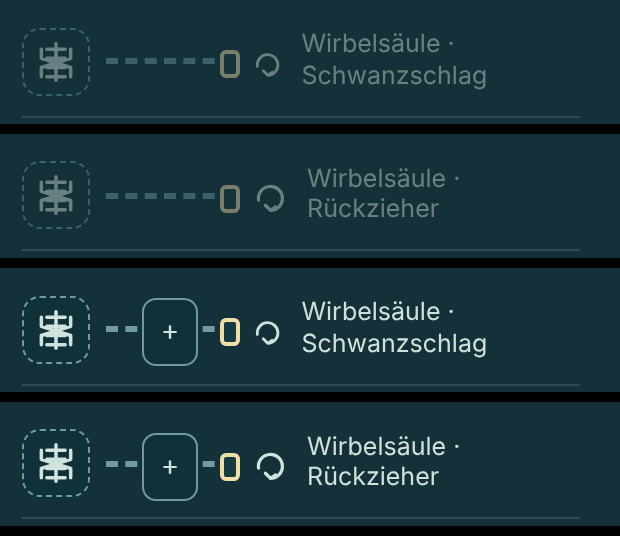 Wirbelsäule ·
Schwanzschlag
Wirbelsäule ·
Rückzieher
+
Wirbelsäule ·
Schwanzschlag
+
Wirbelsäule ·
Rückzieher